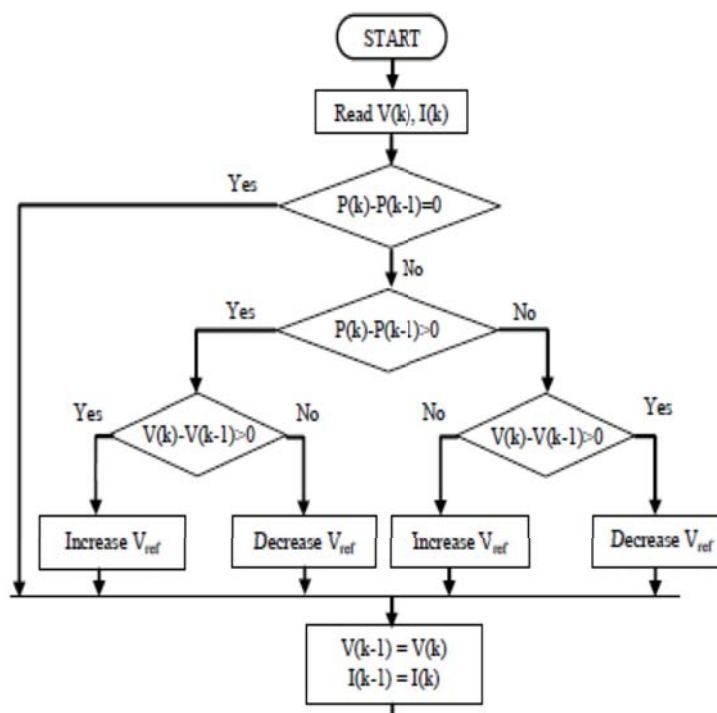 START
Read V(k), I(k)
Yes
P(k)-P(k-1)=0
No
Yes
P(k)-P(k-1)>0
No
Yes
V(k)-V(k-1)>0
No
No
V(k)-V(k-1)>0
Yes
Increase Vref
Decrease Vref
Increase Vref
Decrease Vref
V(k-1) = V(k)
I(k-1) = I(k)